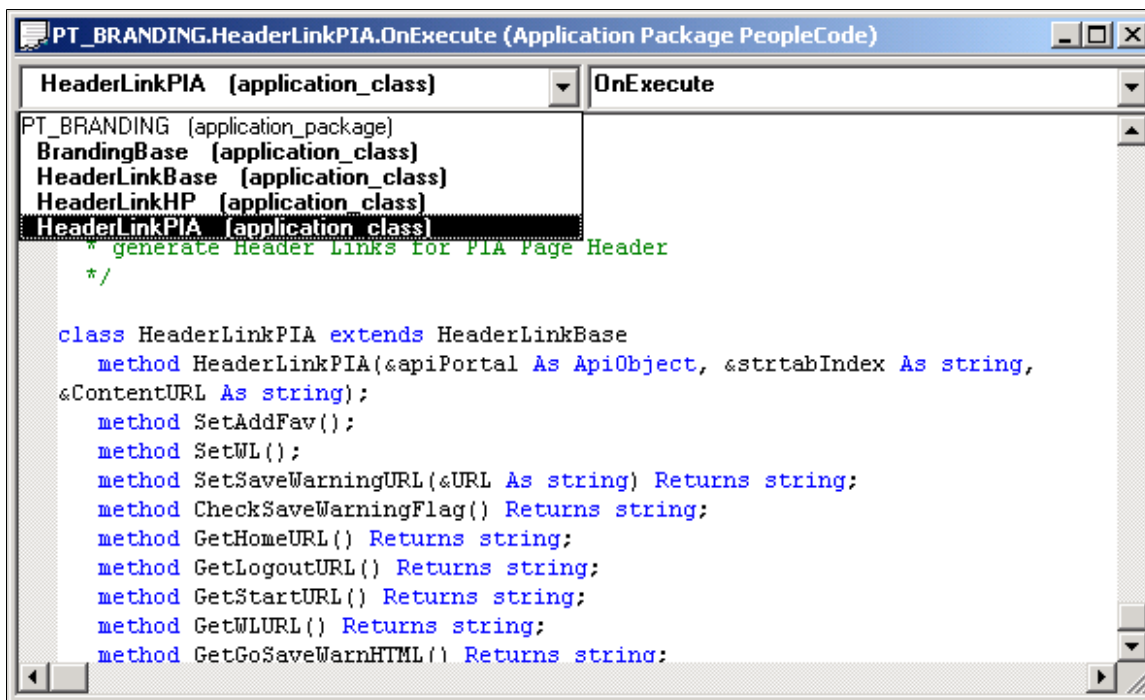 PT_BRANDING.HeaderLinkPIA.OnExecute (Application Package PeopleCode)
HeaderLinkPIA (application_class) OnExecute
PT_BRANDING (application_package)
BrandingBase (application_class)
HeaderLinkBase (application_class)
HeaderLinkHP (application_class)
HeaderLinkPIA (application_class)
* generate Header Links for PIA Page Header
*/
class HeaderLinkPIA extends HeaderLinkBase
method HeaderLinkPIA(&apiPortal As ApiObject, &strtabIndex As string,
&ContentURL As string);
method SetAddFav();
method SetWL();
method SetSaveWarningURL(&URL As string) Returns string;
method CheckSaveWarningFlag() Returns string;
method GetHomeURL() Returns string;
method GetLogoutURL() Returns string;
method GetStartURL() Returns string;
method GetWLURL() Returns string;
method GetGoSaveWarnHTML() Returns string;